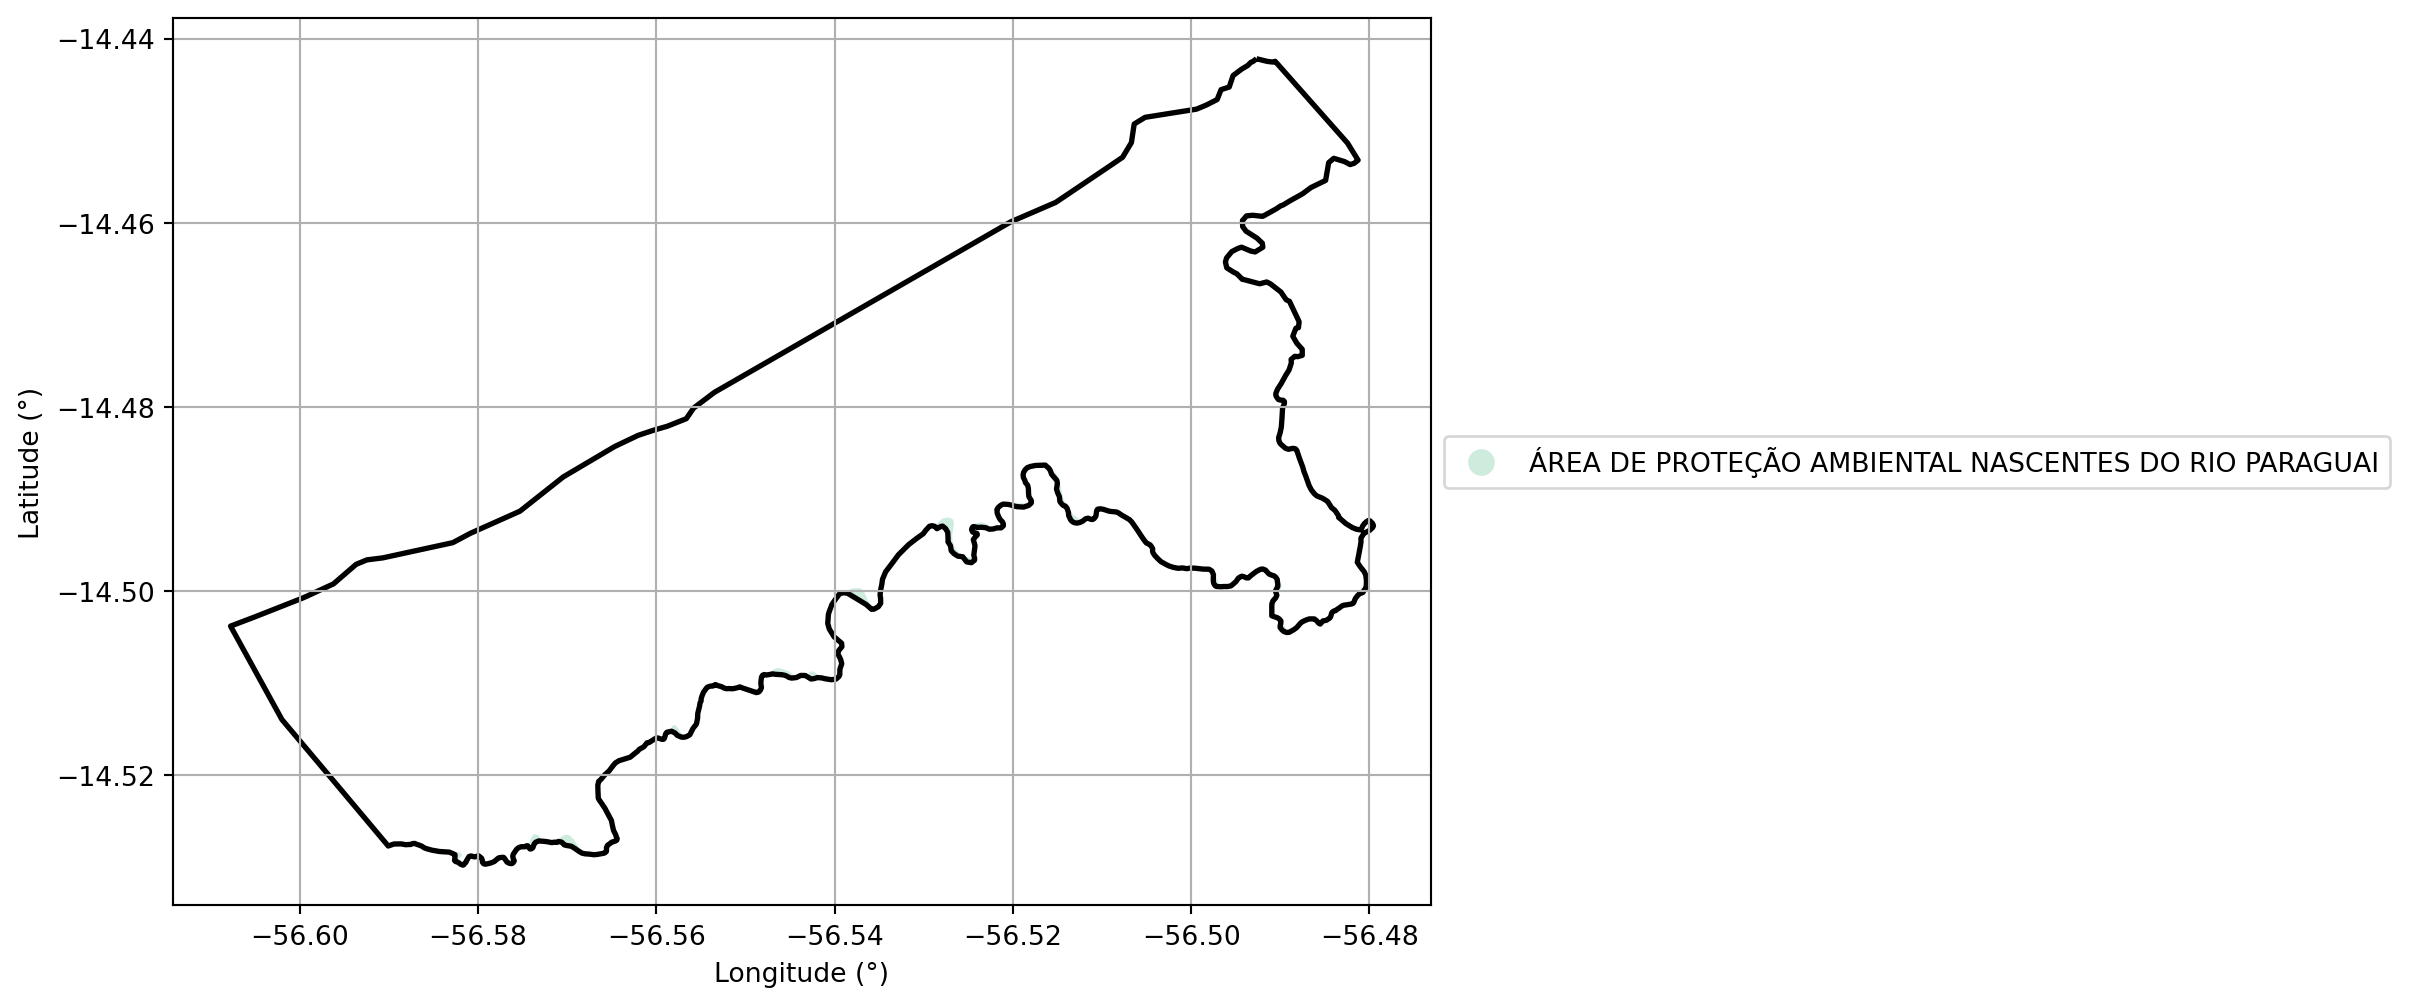 −14.44
−14.46
−14.48
−14.50
−14.52
Latitude (°)
−56.60 −56.58 −56.56 −56.54 −56.52 −56.50 −56.48
Longitude (°)
ÁREA DE PROTEÇÃO AMBIENTAL NASCENTES DO RIO PARAGUAI